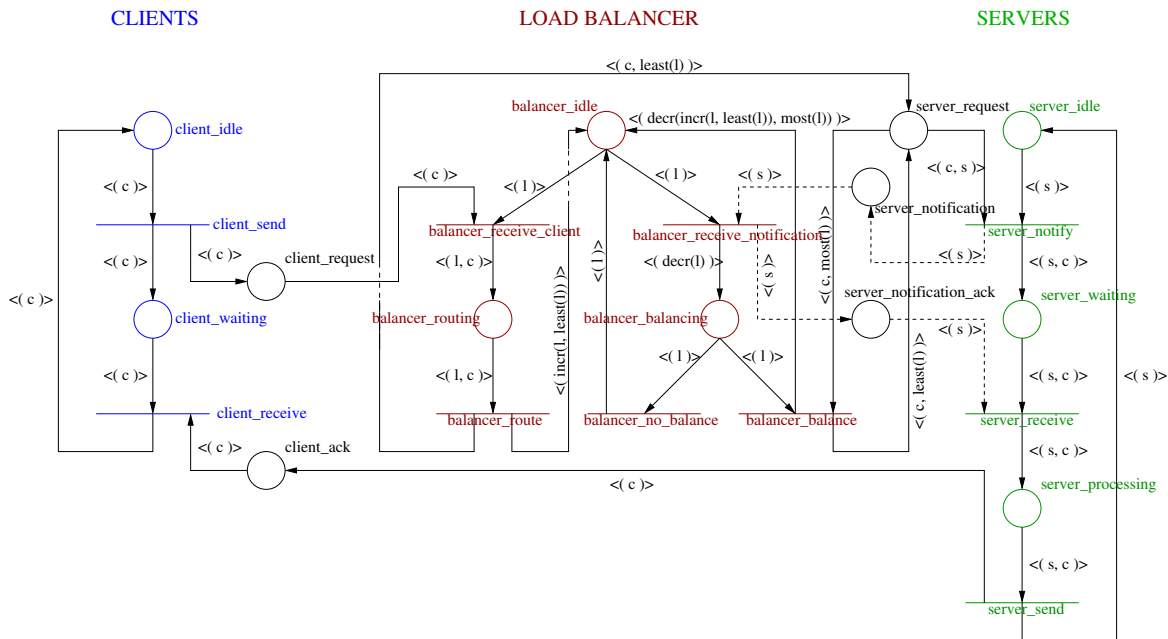 CLIENTS
LOAD BALANCER
SERVERS
<( c, least(l) )>
balancer_idle
server_request
server_idle
client_idle
<( decr(incr(l, least(l)), most(l)) )>
<( c, s )>
<( c )>
<( c )>
<( l )>
<( l )>
<( s )>
<( s )>
server_notification
client_send
balancer_receive_client
balancer_receive_notification
server_notify
<( c )>
<( c )>
client_request
<( l, c )>
<( l )>
<( decr(l) )>
<( s )>
<( c, most(l) )>
<( s )>
<( s, c )>
server_notification_ack
server_waiting
<( c )>
client_waiting
balancer_routing
<( incr(l, least(l)) )>
balancer_balancing
<( s )>
<( c )>
<( l, c )>
<( l )>
<( l )>
<( c, least(l) )>
<( s, c )>
<( s )>
client_receive
balancer_route
balancer_no_balance
balancer_balance
server_receive
<( c )>
client_ack
<( s, c )>
<( c )>
server_processing
<( s, c )>
server_send